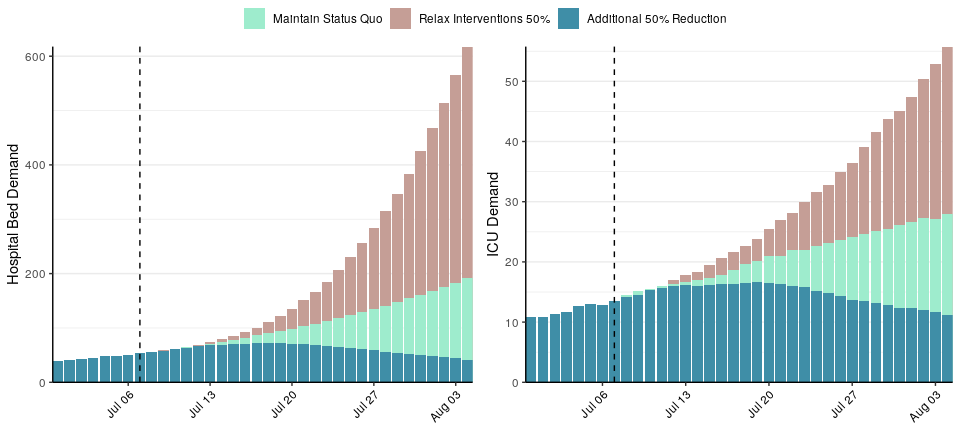 Maintain Status Quo Relax Interventions 50% Additional 50% Reduction
Hospital Bed Demand
600
400
200
0
Jul 06 Jul 13 Jul 20 Jul 27 Aug 03
ICU Demand
50
40
30
20
10
0
Jul 06 Jul 13 Jul 20 Jul 27 Aug 03